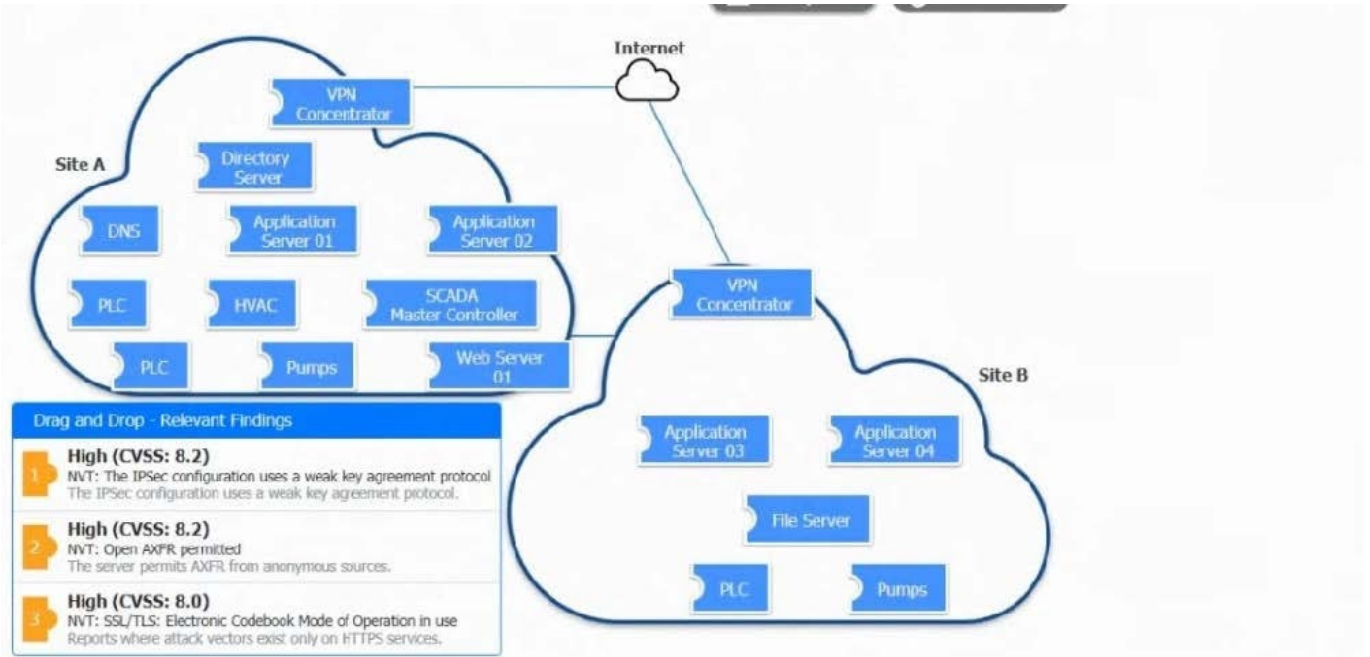 Internet
VPN
Concentrator
Site A
Directory
Server
DNS
Application
Server 01
Application
Server 02
VPN
Concentrator
PLC
HVAC
SCADA
Master Controller
PLC
Pumps
Web Server
01
Site B
Drag and Drop - Relevant Findings
1
High (CVSS: 8.2)
NVT: The IPSec configuration uses a weak key agreement protocol
The IPSec configuration uses a weak key agreement protocol.
2
High (CVSS: 8.2)
NVT: Open AXFR permitted
The server permits AXFR from anonymous sources.
3
High (CVSS: 8.0)
NVT: SSL/TLS: Electronic Codebook Mode of Operation in use
Reports where attack vectors exist only on HTTPS services.
Application
Server 03
Application
Server 04
File Server
PLC
Pumps